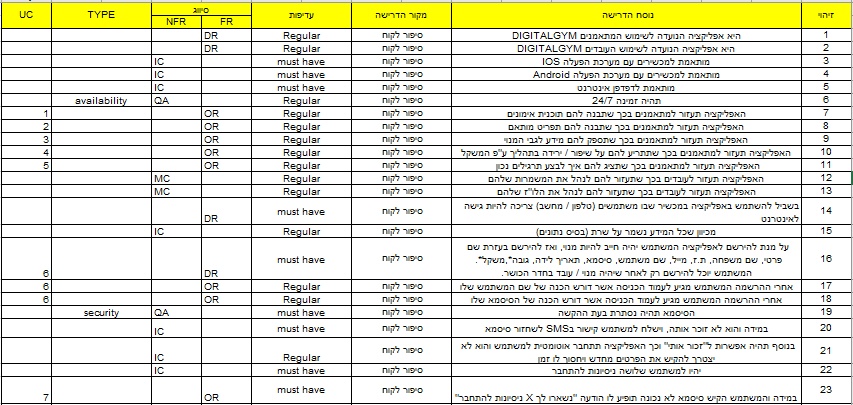 זיהוי נוסח הדרישה מקור הדרישה עדיפות סיווג TYPE UC
FR NFR
1 היא אפליקציה הנועדה לשימוש המתאמנים DIGITALGYM סיפור לקוח Regular DR
2 היא אפליקציה הנועדה לשימוש העובדים DIGITALGYM סיפור לקוח Regular DR
3 מותאמת למכשירים עם מערכת הפעלה IOS סיפור לקוח must have IC
4 מותאמת למכשירים עם מערכת הפעלה Android סיפור לקוח must have IC
5 מותאמת לדפדפן אינטרנט סיפור לקוח must have IC
6 תהיה זמינה 24/7 סיפור לקוח Regular QA availability
7 האפליקציה תעזור למתאמנים בכך שתבנה להם תוכנית אימונים סיפור לקוח Regular OR 1
8 האפליקציה תעזור למתאמנים בכך שתבנה להם תפריט מותאם סיפור לקוח Regular OR 2
9 האפליקציה תעזור למתאמנים בכך שתספק להם מידע לגבי המנוי סיפור לקוח Regular OR 3
10 האפליקציה תעזור למתאמנים בכך שתתריע להם על שיפור / ירידה בתהליך ע"פ המשקל סיפור לקוח Regular OR 4
11 האפליקציה תעזור למתאמנים בכך שתציג להם איך לבצע תרגילים נכון סיפור לקוח Regular OR 5
12 האפליקציה תעזור לעובדים בכך שתעזור להם לנהל את המשמרות שלהם סיפור לקוח Regular MC
13 האפליקציה תעזור לעובדים בכך שתעזור להם לנהל את הלו"ז שלהם סיפור לקוח Regular MC
14 בשביל להשתמש באפליקציה במכשיר שבו משתמשים (טלפון / מחשב) צריכה להיות גישה
לאינטרנט סיפור לקוח must have DR
15 מכיוון שכל המידע נשמר על שרת (בסיס נתונים) סיפור לקוח Regular IC
16 על מנת להירשם לאפליקציה המשתמש יהיה חייב להיות מנוי, ואז להירשם בעזרת שם
פרטי, שם משפחה, ת.ז, מייל, שם משתמש, סיסמא, תאריך לידה, גובה*,משקל*.
המשתמש יוכל להירשם רק לאחר שיהיה מנוי / עובד בחדר הכושר. סיפור לקוח must have DR 6
17 אחרי ההרשמה המשתמש מגיע לעמוד הכניסה אשר דורש הכנה של שם המשתמש שלו סיפור לקוח Regular OR 6
18 אחרי ההרשמה המשתמש מגיע לעמוד הכניסה אשר דורש הכנה של הסיסמא שלו סיפור לקוח Regular OR 6
19 הסיסמא תהיה נסתרת בעת ההקשה סיפור לקוח must have QA security
20 במידה והמשתמש הוא לא זוכר אותה, וישלח למשתמש קישור בSMS לשחזור סיסמא סיפור לקוח must have IC
21 בנוסף תהיה אפשרות ל"זכור אותי" וכך האפליקציה תתחבר אוטומטית למשתמש והוא לא
יצטרך להקיש את הפרטים מחדש ויחסוך לו זמן סיפור לקוח Regular IC
22 יהיו למשתמש שלושה ניסיונות להתחבר סיפור לקוח must have IC
23 במידה והמשתמש הקיש סיסמא לא נכונה תופיע לו הודעה "נשארו לך X ניסיונות להתחבר" סיפור לקוח must have OR 7